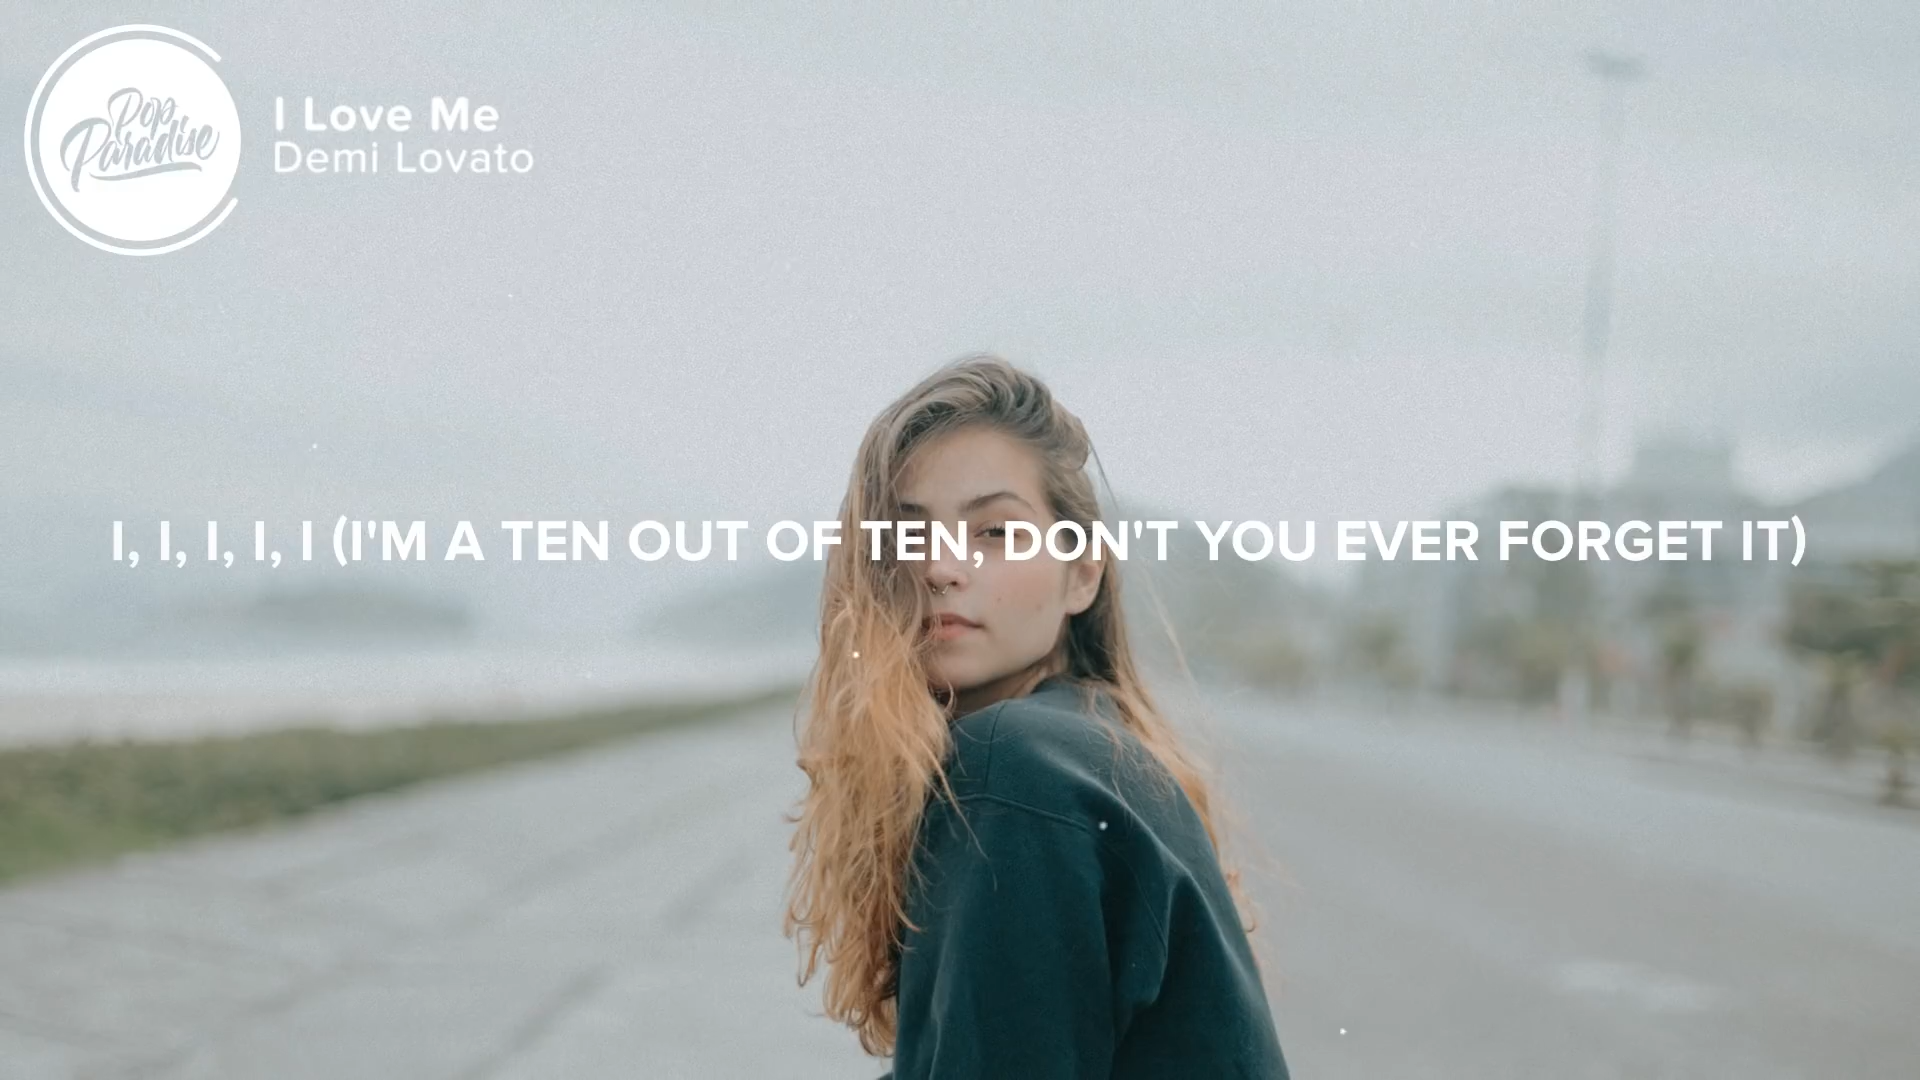 Pop
Paradise
I Love Me
Demi Lovato
I, I, I, I, I (I'M A TEN OUT OF TEN, DON'T YOU EVER FORGET IT)